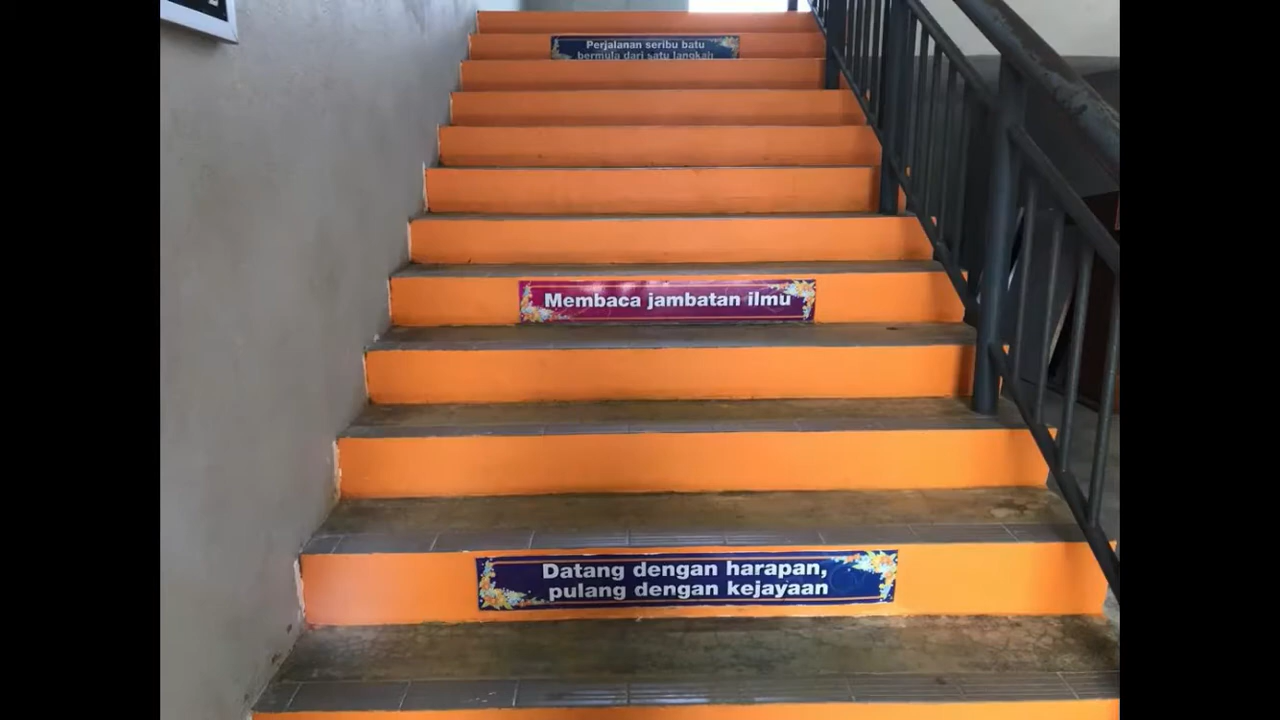 Perjalanan seribu batu
bermula dari satu langkah
Membaca jambatan ilmu
Datang dengan harapan,
pulang dengan kejayaan